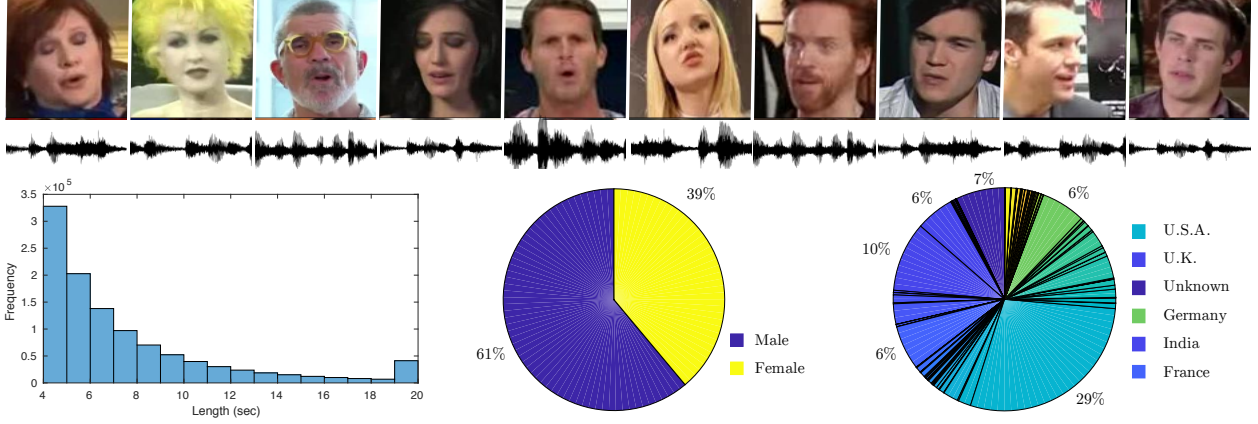 ×10⁵
3.5
3
2.5
2
1.5
1
0.5
0
Frequency
4 6 8 10 12 14 16 18 20
Length (sec)
39%
61%
Male
Female
7%
6%
6%
10%
6%
29%
U.S.A.
U.K.
Unknown
Germany
India
France